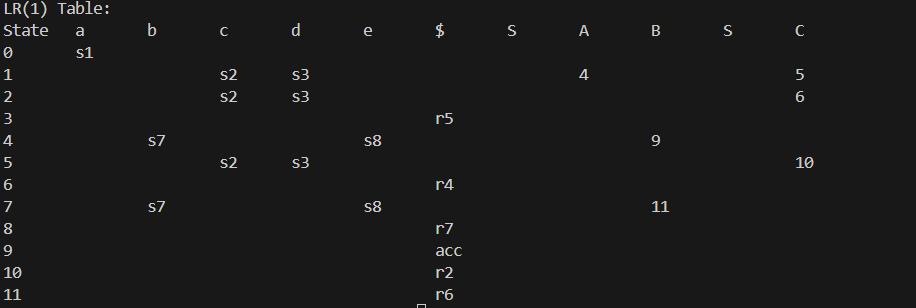 LR(1) Table:
State a b c d e $ S A B S C
0 s1
1 s2 s3 4 5
2 s2 s3 6
3 r5
4 s7 s8 9
5 s2 s3 10
6 r4
7 s7 s8 11
8 r7
9 acc
10 r2
11 r6